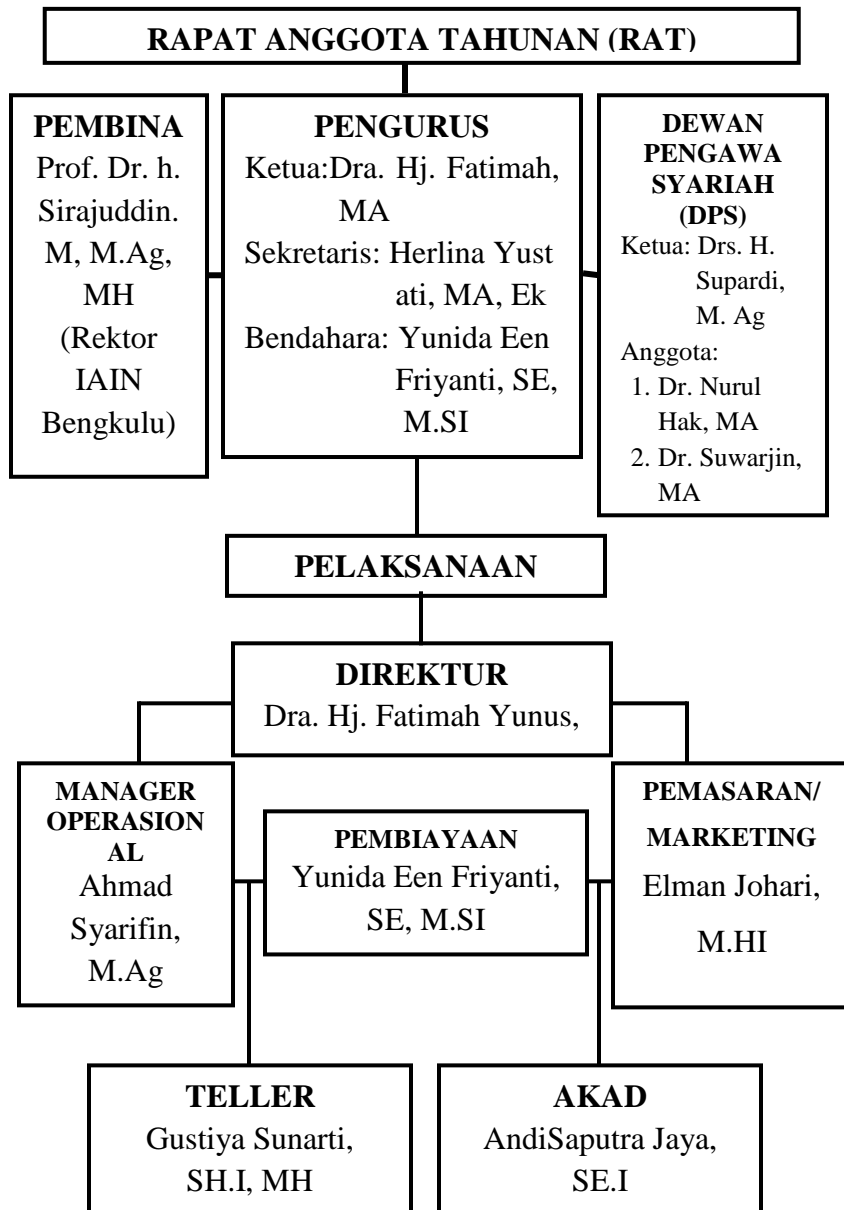 RAPAT ANGGOTA TAHUNAN (RAT)
PEMBINA
Prof. Dr. h.
Sirajuddin.
M, M.Ag,
MH
(Rektor
IAIN
Bengkulu)
PENGURUS
Ketua:Dra. Hj. Fatimah,
MA
Sekretaris: Herlina Yust
ati, MA, Ek
Bendahara: Yunida Een
Friyanti, SE,
M.SI
DEWAN
PENGAWA
SYARIAH
(DPS)
Ketua: Drs. H.
Supardi,
M. Ag
Anggota:
1. Dr. Nurul
Hak, MA
2. Dr. Suwarjin,
MA
PELAKSANAAN
DIREKTUR
Dra. Hj. Fatimah Yunus,
MANAGER
OPERASION
AL
Ahmad
Syarifin,
M.Ag
PEMBIAYAAN
Yunida Een Friyanti,
SE, M.SI
PEMASARAN/
MARKETING
Elman Johari,
M.HI
TELLER
Gustiya Sunarti,
SH.I, MH
AKAD
AndiSaputra Jaya,
SE.I